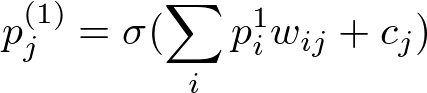 p_j^{(1)} = σ(∑_i p_i^1 w_{ij} + c_j)